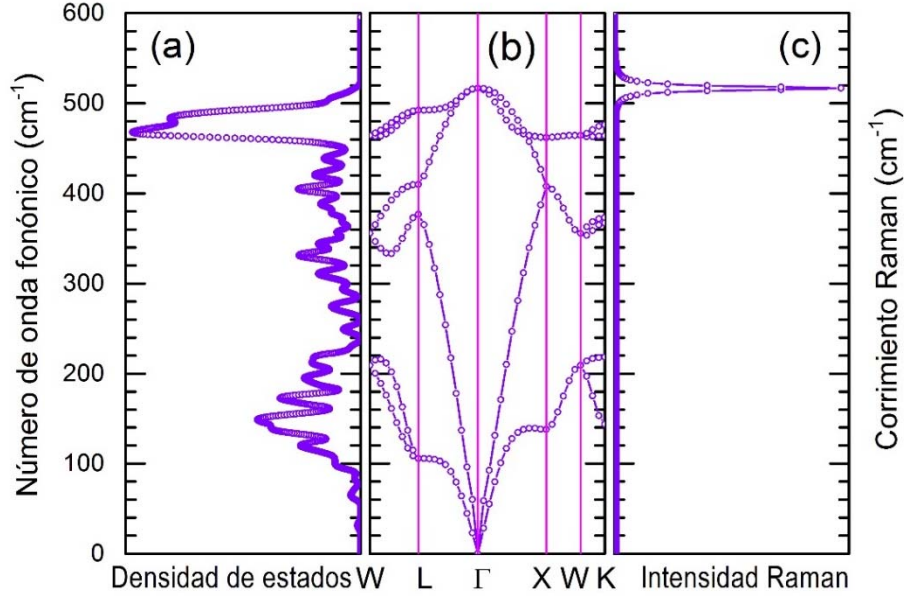 Número de onda fonónico (cm⁻¹)
600
500
400
300
200
100
0
(a)
(b)
(c)
Corrimiento Raman (cm⁻¹)
Densidad de estados W L Γ X W K Intensidad Raman